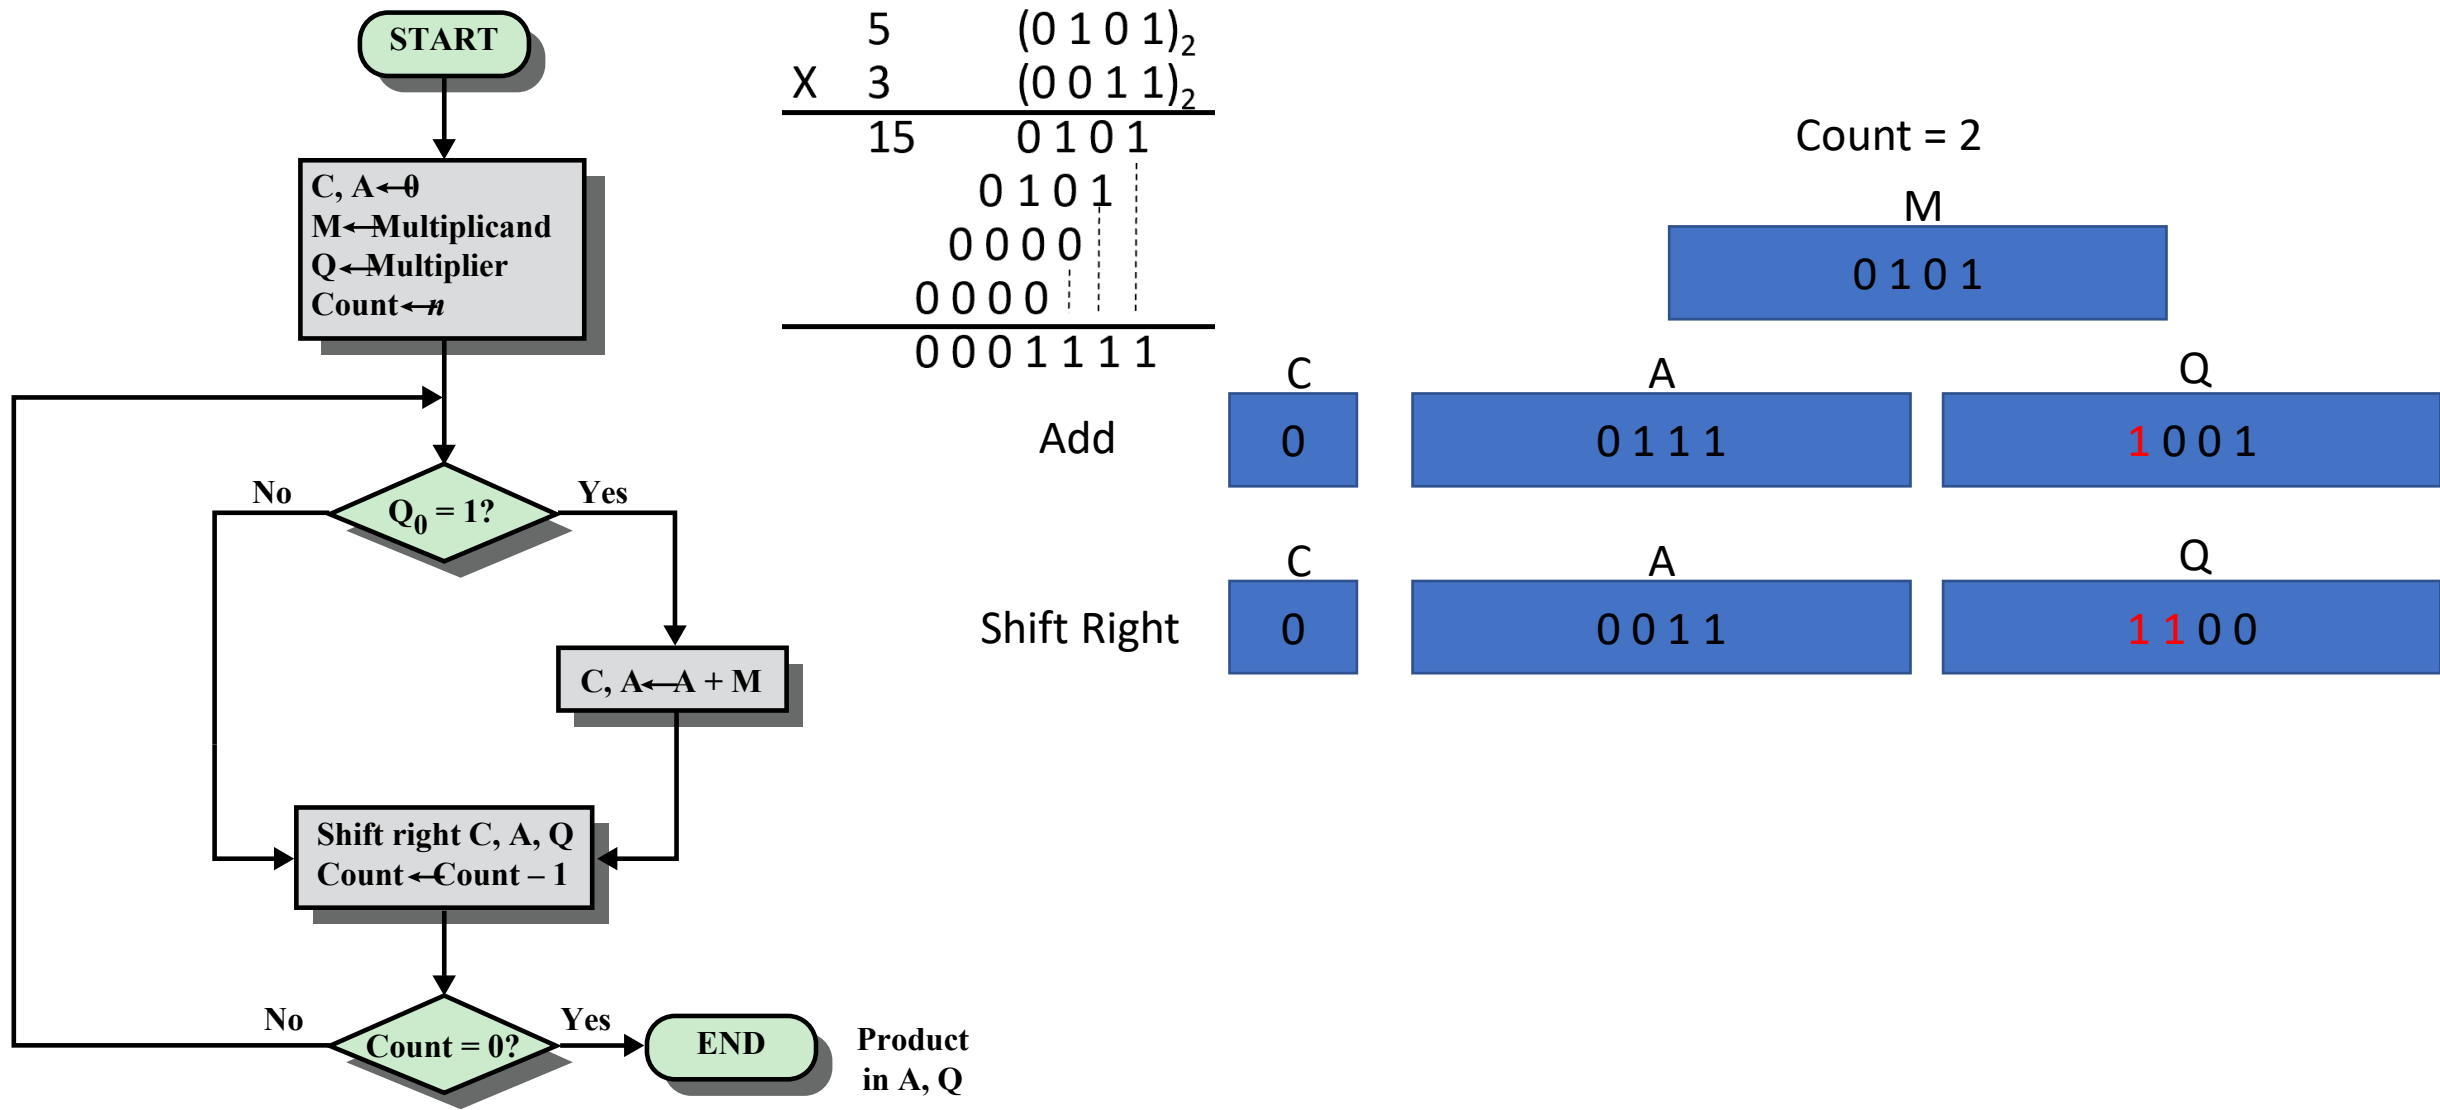 START
C, A←0
M←Multiplicand
Q←Multiplier
Count←n
No
Q0 = 1?
Yes
C, A←A + M
Shift right C, A, Q
Count←Count – 1
No
Count = 0?
Yes
END
Product
in A, Q
5 (0 1 0 1)2
X 3 (0 0 1 1)2
15 0 1 0 1
0 1 0 1
0 0 0 0
0 0 0 0
0 0 0 1 1 1 1
Count = 2
M
0 1 0 1
C A Q
Add 0 0 1 1 1 1 0 0 1
C A Q
Shift Right 0 0 0 1 1 1 1 0 0